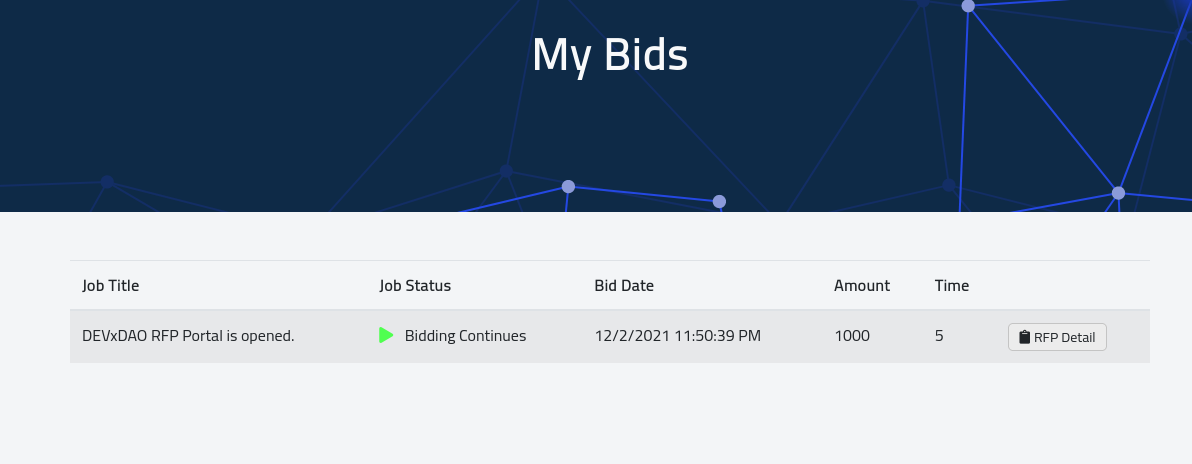 My Bids
Job Title Job Status Bid Date Amount Time
DEVxDAO RFP Portal is opened. Bidding Continues 12/2/2021 11:50:39 PM 1000 5 RFP Detail